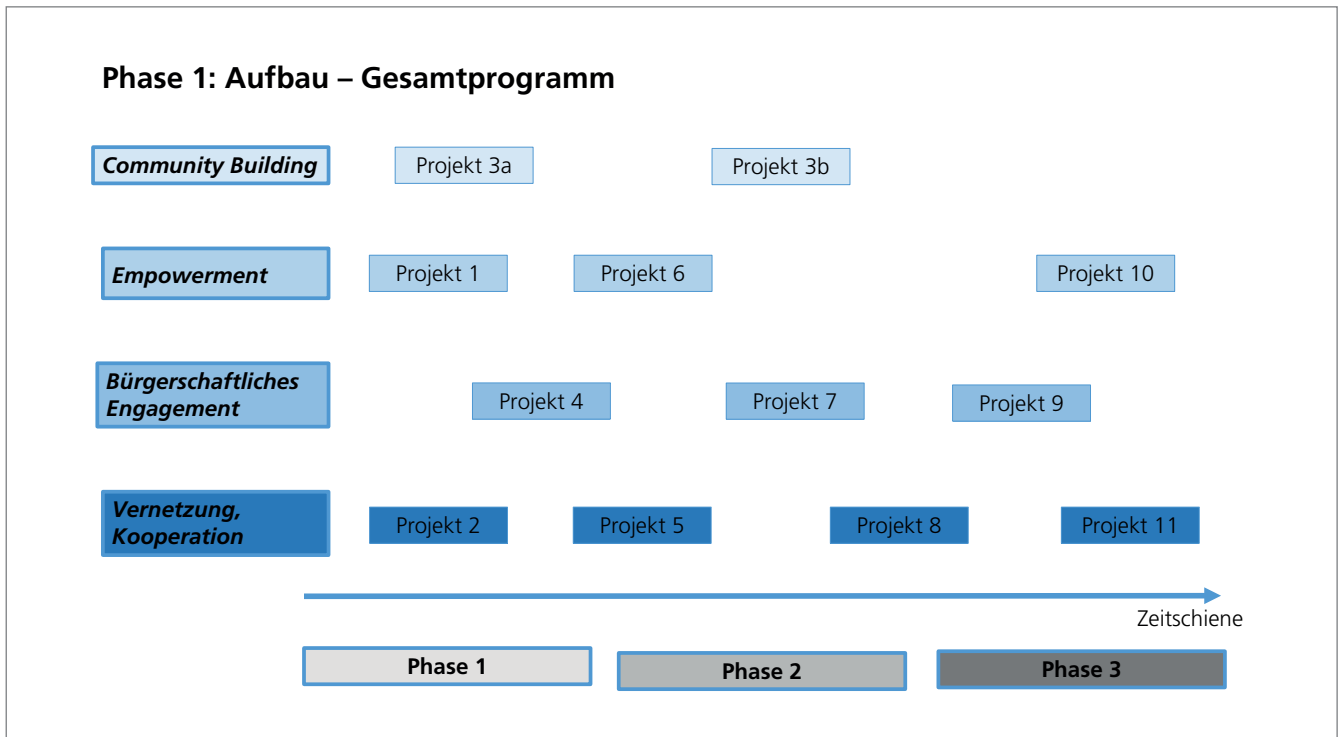 Phase 1: Aufbau – Gesamtprogramm
Community Building
Projekt 3a
Projekt 3b
Empowerment
Projekt 1
Projekt 6
Projekt 10
Bürgerschaftliches
Engagement
Projekt 4
Projekt 7
Projekt 9
Vernetzung,
Kooperation
Projekt 2
Projekt 5
Projekt 8
Projekt 11
Zeitschiene
Phase 1
Phase 2
Phase 3